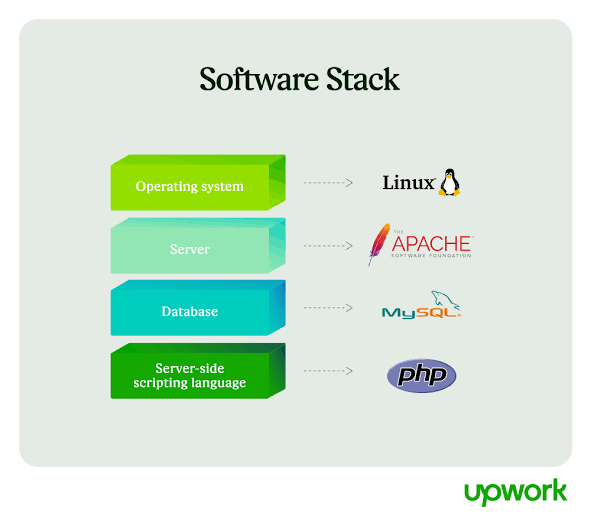 Software Stack
Operating system
Linux
Server
THE
APACHE
SOFTWARE FOUNDATION
Database
MySQL
Server-side
scripting language
php
upwork